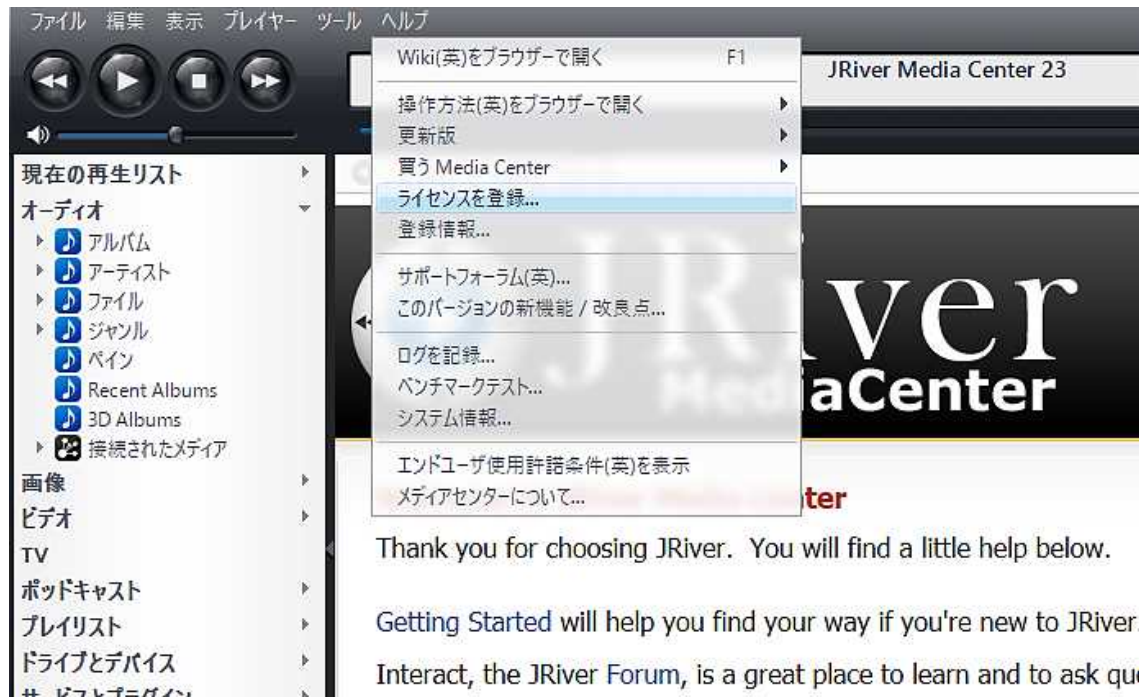 ファイル 編集 表示 プレイヤー ツール ヘルプ
Wiki(英)をブラウザーで開く F1
JRiver Media Center 23
操作方法(英)をブラウザーで開く
更新版
買う Media Center
ライセンスを登録...
登録情報...
サポートフォーラム(英)...
このバージョンの新機能 / 改良点...
ログを記録...
ベンチマークテスト...
システム情報...
エンドユーザ使用許諾条件(英)を表示
メディアセンターについて...
現在の再生リスト
オーディオ
アルバム
アーティスト
ファイル
ジャンル
ペイン
Recent Albums
3D Albums
接続されたメディア
画像
ビデオ
TV
ポッドキャスト
プレイリスト
ドライブとデバイス
サービスとプラグイン
JRiver
MediaCenter
ter
Thank you for choosing JRiver. You will find a little help below.
Getting Started will help you find your way if you're new to JRiver.
Interact, the JRiver Forum, is a great place to learn and to ask que